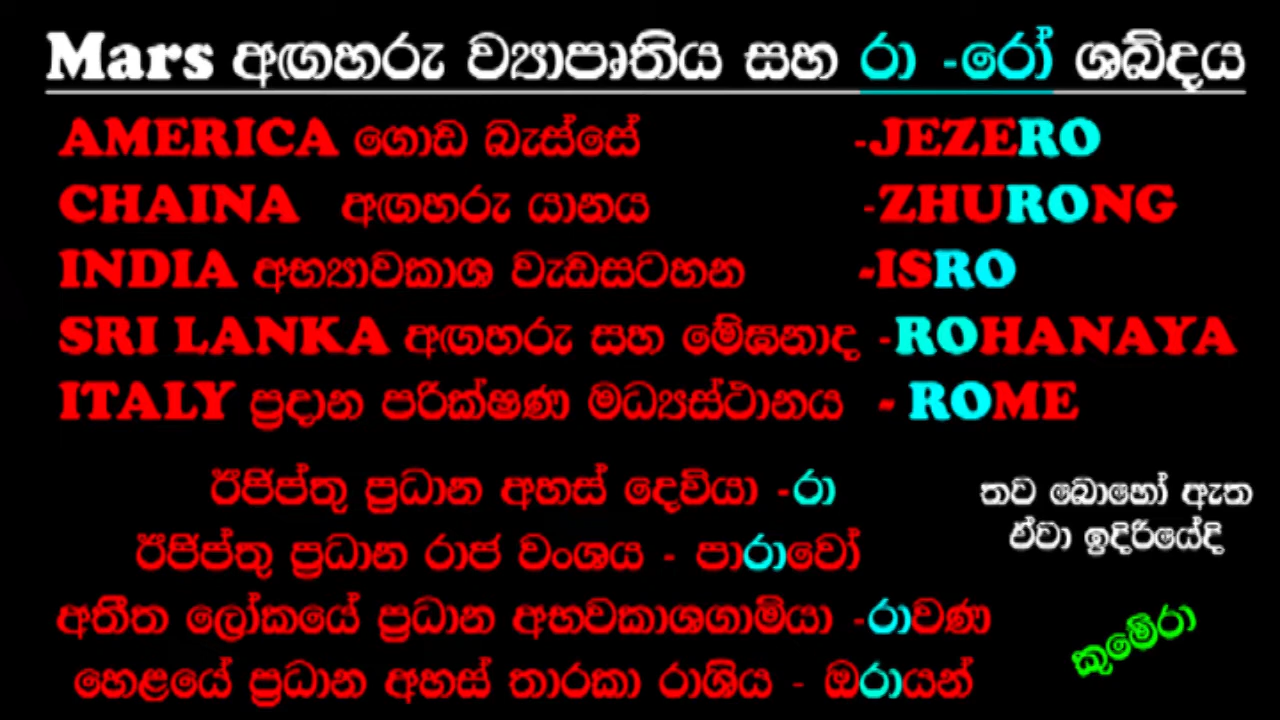 Mars අඟහරු ව්‍යාපෘතිය සහ රා -රෝ ශබ්දය
AMERICA ගොඩ බැස්සේ -JEZERO
CHAINA අඟහරු යානය -ZHURONG
INDIA අභ්‍යාවකාශ වැඩසටහන -ISRO
SRI LANKA අඟහරු සහ මේඝනාද -ROHANAYA
ITALY ප්‍රදාන පරික්ෂණ මධ්‍යස්ථානය - ROME
ඊජිප්තු ප්‍රධාන අහස් දෙවියා -රා
ඊජිප්තු ප්‍රධාන රාජ වංශය - පාරාවෝ
අතීත ලෝකයේ ප්‍රධාන අභවකාශගාමියා -රාවණ
හෙළයේ ප්‍රධාන අහස් තාරකා රාශිය - ඔරායන්
තව බොහෝ ඇත
ඒවා ඉදිරියේදි
කුමේරා